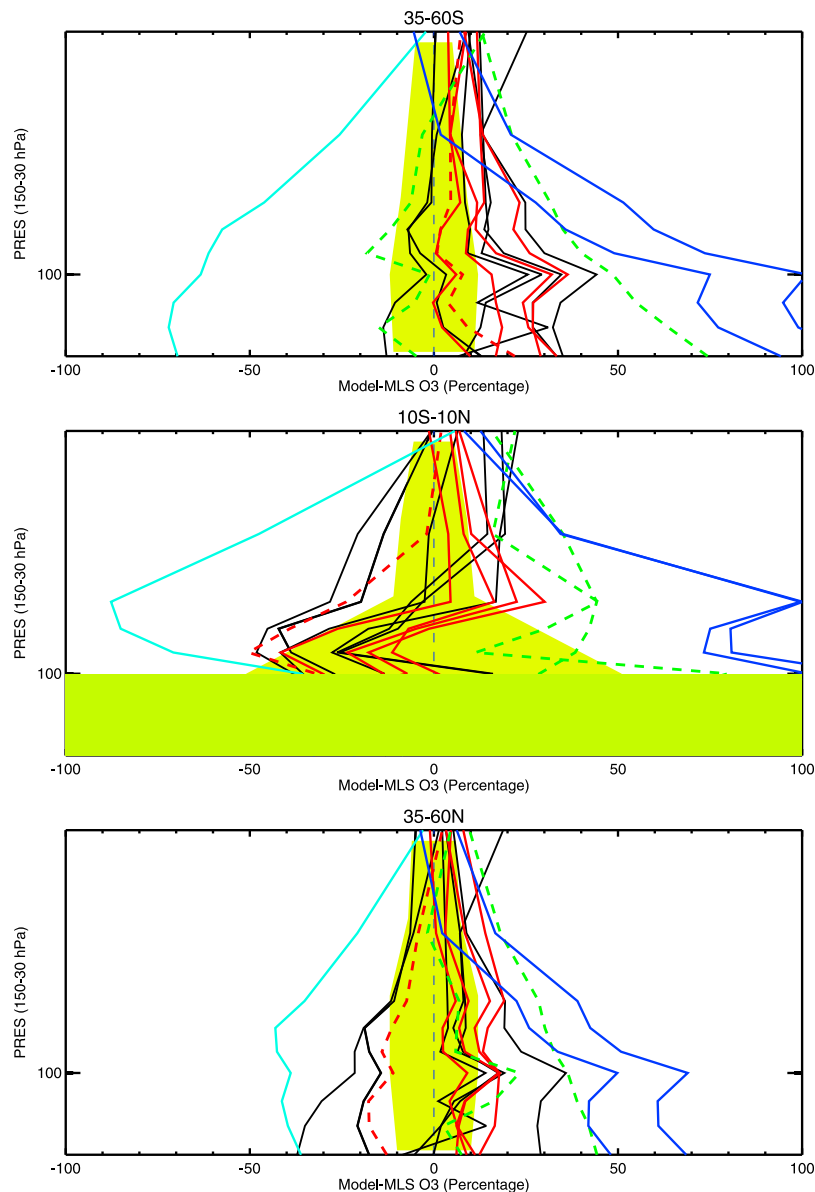 35-60S
PRES (150-30 hPa)
100
-100 -50 0 50 100
Model-MLS O3 (Percentage)
10S-10N
PRES (150-30 hPa)
100
-100 -50 0 50 100
Model-MLS O3 (Percentage)
35-60N
PRES (150-30 hPa)
100
-100 -50 0 50 100
Model-MLS O3 (Percentage)